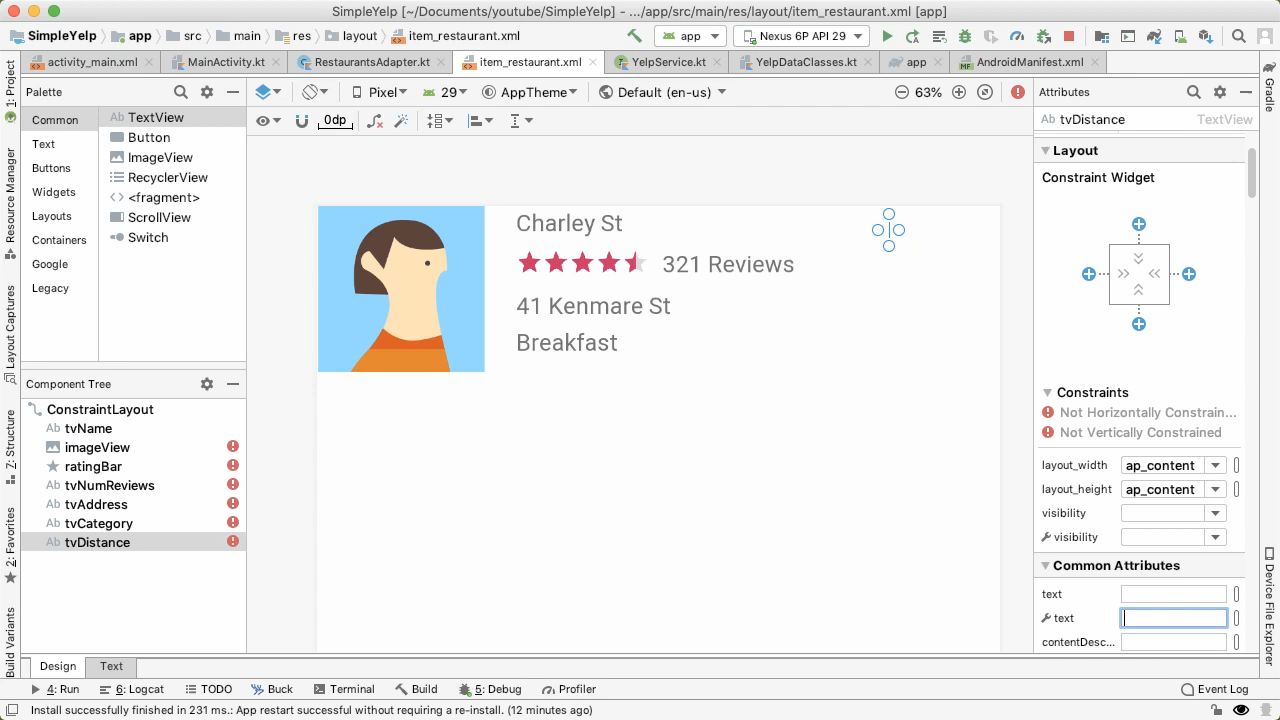 SimpleYelp [~/Documents/youtube/SimpleYelp] - .../app/src/main/res/layout/item_restaurant.xml [app]
SimpleYelp app src main res layout item_restaurant.xml app Nexus 6P API 29
activity_main.xml MainActivity.kt RestaurantsAdapter.kt item_restaurant.xml YelpService.kt YelpDataClasses.kt app AndroidManifest.xml
1: Project
Resource Manager
Layout Captures
7: Structure
2: Favorites
Build Variants
Palette
Common
Text
Buttons
Widgets
Layouts
Containers
Google
Legacy
Ab TextView
Button
ImageView
RecyclerView
<fragment>
ScrollView
Switch
Component Tree
ConstraintLayout
Ab tvName
imageView
ratingBar
Ab tvNumReviews
Ab tvAddress
Ab tvCategory
Ab tvDistance
Pixel 29 AppTheme Default (en-us) 63%
0dp
Charley St
321 Reviews
41 Kenmare St
Breakfast
Attributes
Ab tvDistance TextView
Layout
Constraint Widget
Constraints
Not Horizontally Constrain...
Not Vertically Constrained
layout_width ap_content
layout_height ap_content
visibility
visibility
Common Attributes
text
text
contentDesc...
Gradle
Device File Explorer
Design Text
4: Run 6: Logcat TODO Buck Terminal Build 5: Debug Profiler Event Log
Install successfully finished in 231 ms.: App restart successful without requiring a re-install. (12 minutes ago)